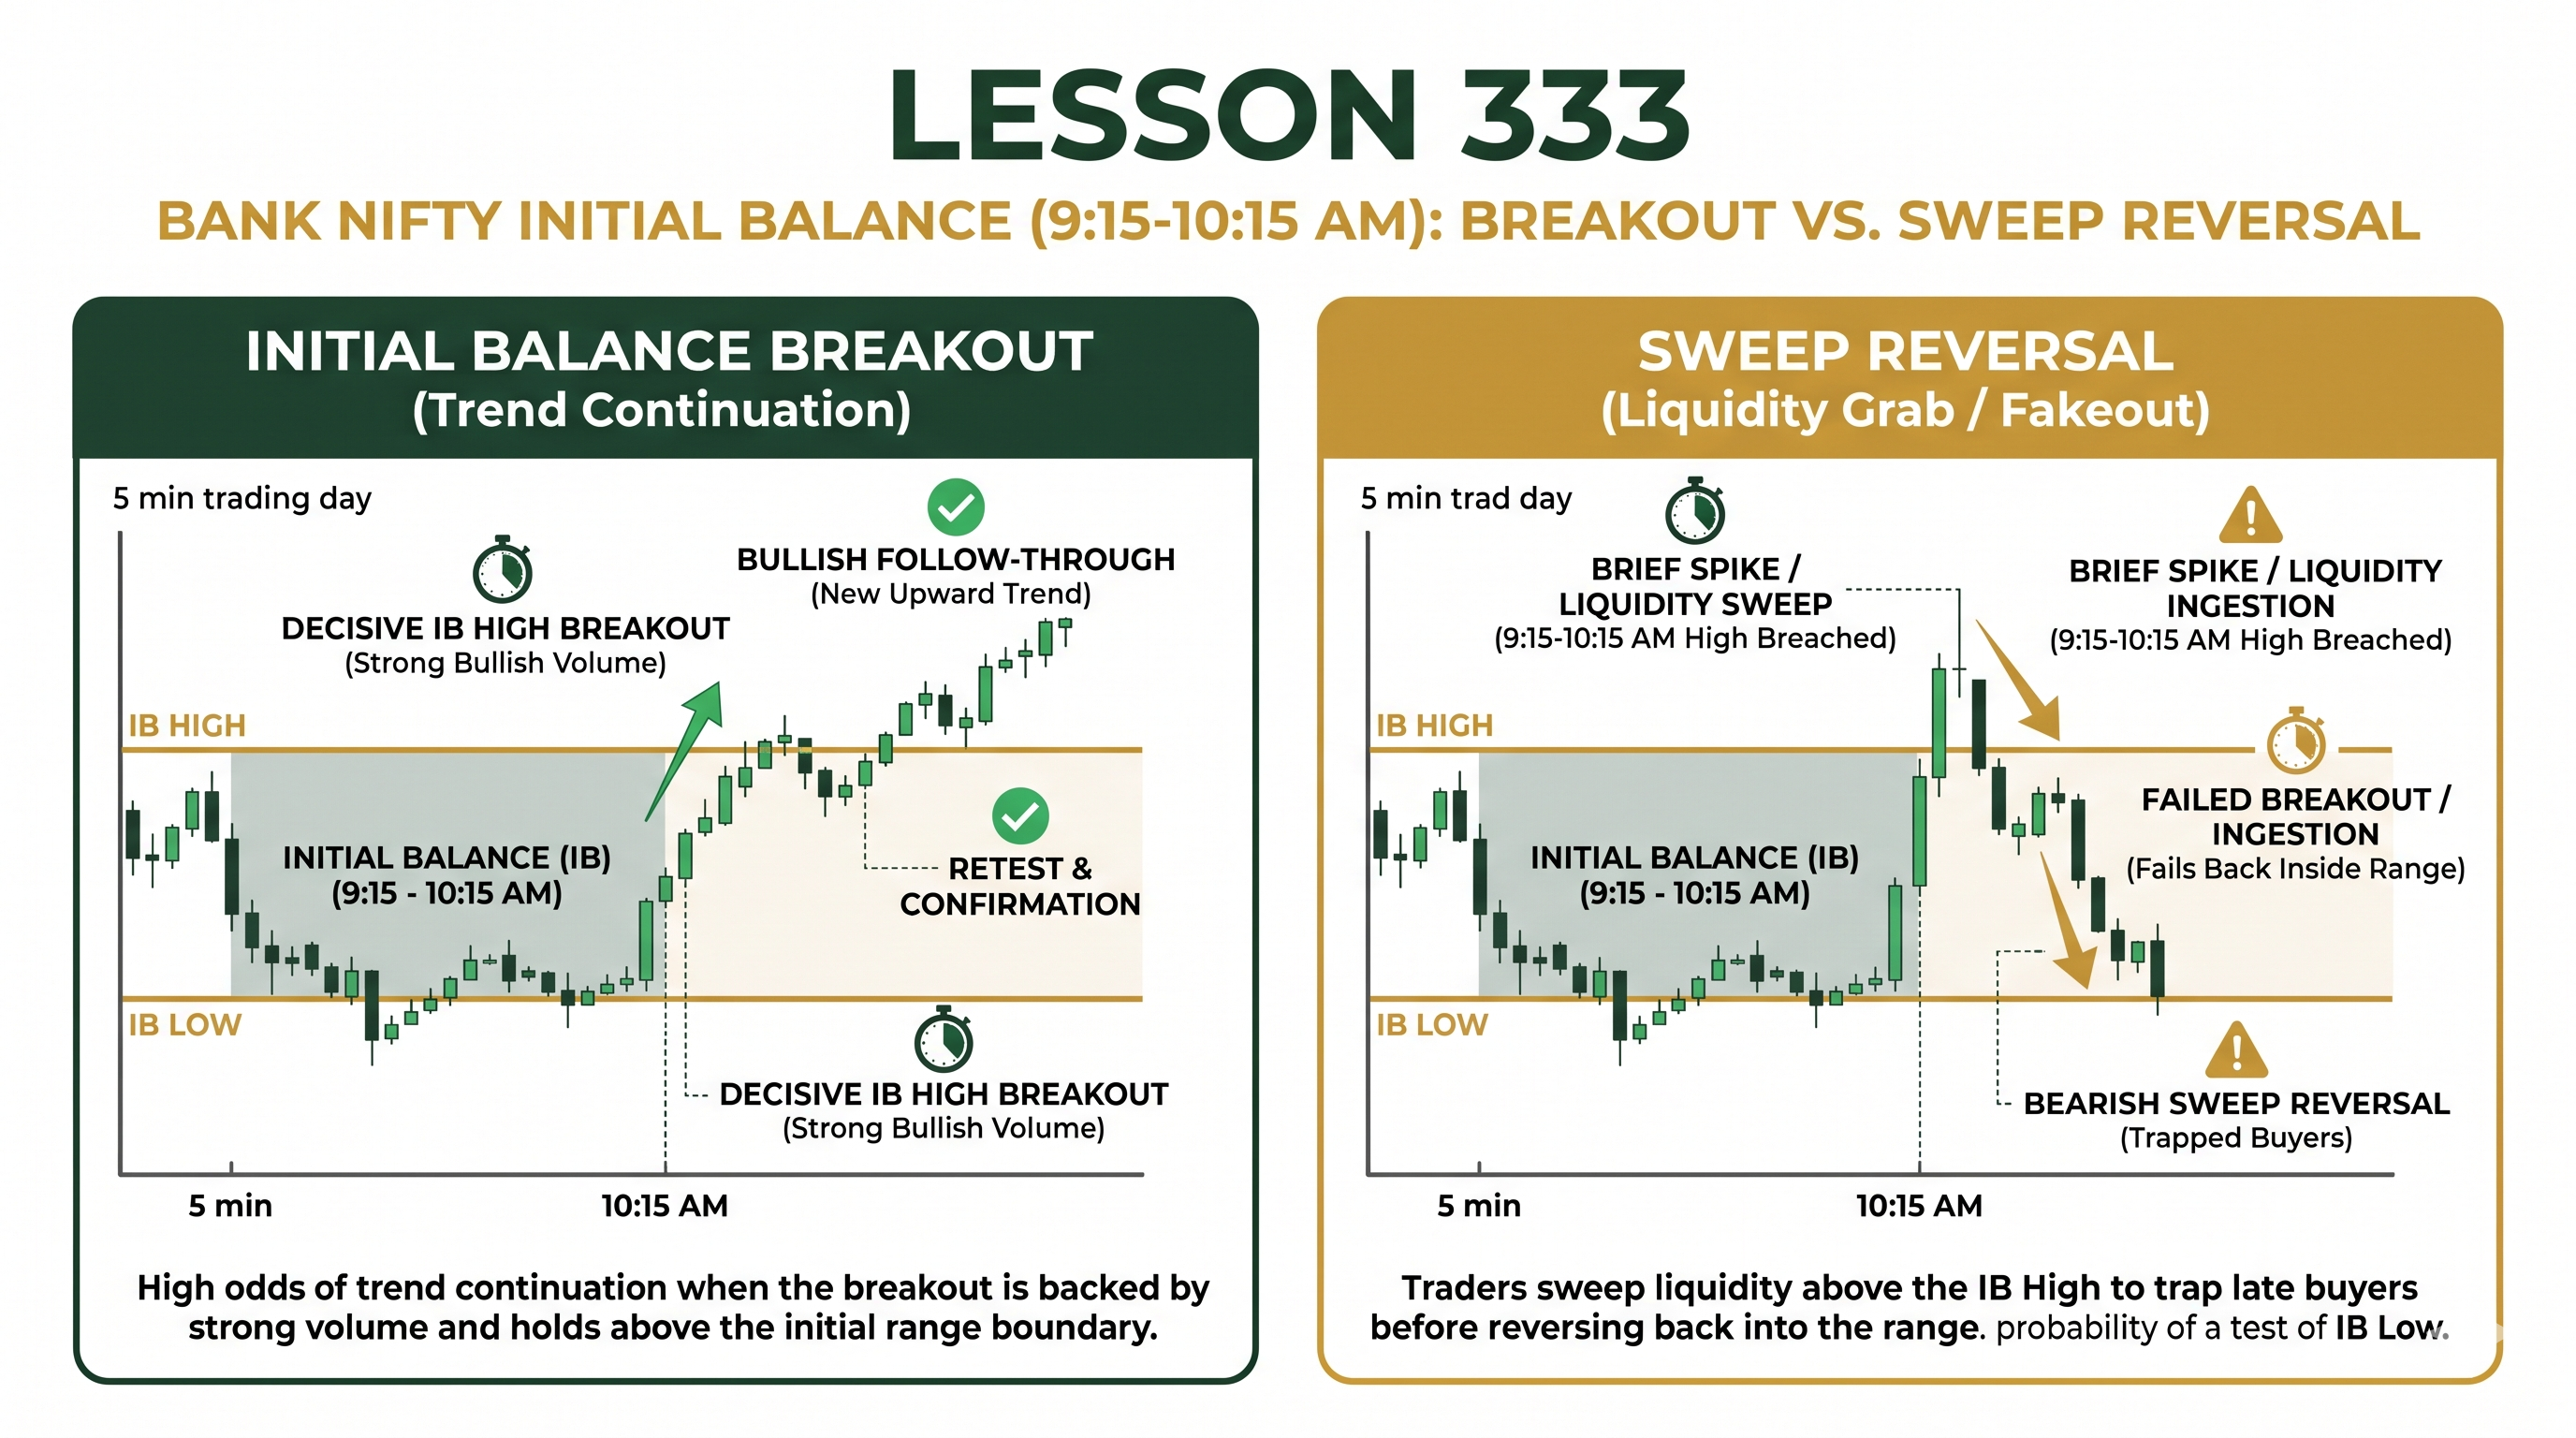 LESSON 333
BANK NIFTY INITIAL BALANCE (9:15-10:15 AM): BREAKOUT VS. SWEEP REVERSAL
INITIAL BALANCE BREAKOUT
(Trend Continuation)
5 min trading day
DECISIVE IB HIGH BREAKOUT
(Strong Bullish Volume)
BULLISH FOLLOW-THROUGH
(New Upward Trend)
IB HIGH
INITIAL BALANCE (IB)
(9:15 - 10:15 AM)
RETEST &
CONFIRMATION
IB LOW
DECISIVE IB HIGH BREAKOUT
(Strong Bullish Volume)
5 min
10:15 AM
High odds of trend continuation when the breakout is backed by
strong volume and holds above the initial range boundary.
SWEEP REVERSAL
(Liquidity Grab / Fakeout)
5 min trad day
BRIEF SPIKE /
LIQUIDITY SWEEP
(9:15-10:15 AM High Breached)
BRIEF SPIKE / LIQUIDITY
INGESTION
(9:15-10:15 AM High Breached)
IB HIGH
FAILED BREAKOUT /
INGESTION
(Fails Back Inside Range)
INITIAL BALANCE (IB)
(9:15 - 10:15 AM)
IB LOW
BEARISH SWEEP REVERSAL
(Trapped Buyers)
5 min
10:15 AM
Traders sweep liquidity above the IB High to trap late buyers
before reversing back into the range. probability of a test of IB Low.